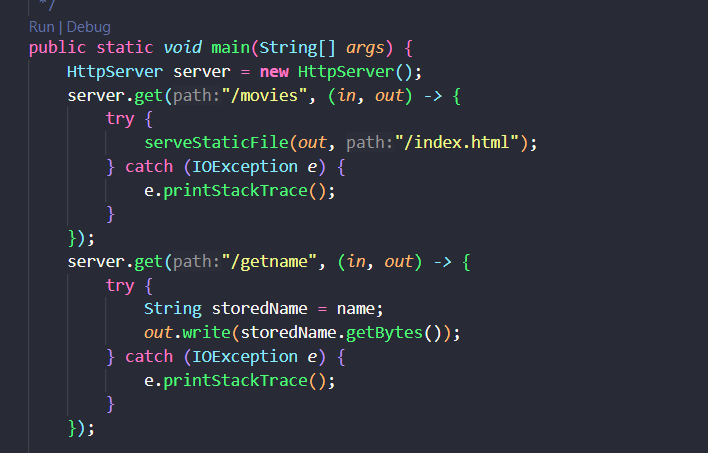 */
Run | Debug
public static void main(String[] args) {
HttpServer server = new HttpServer();
server.get(path:"/movies", (in, out) -> {
try {
serveStaticFile(out, path:"/index.html");
} catch (IOException e) {
e.printStackTrace();
}
});
server.get(path:"/getname", (in, out) -> {
try {
String storedName = name;
out.write(storedName.getBytes());
} catch (IOException e) {
e.printStackTrace();
}
});